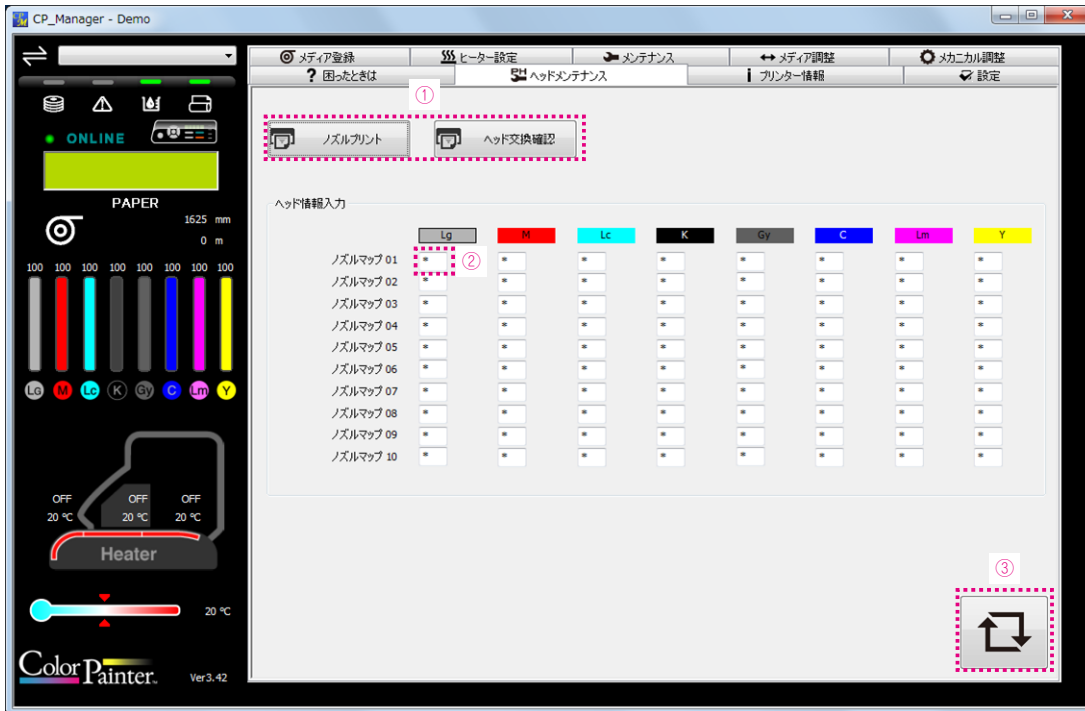 CP_Manager - Demo
メディア登録 ヒーター設定 メンテナンス メディア調整 メカニカル調整
? 困ったときは ヘッドメンテナンス i プリンター情報 設定
①
ONLINE
ノズルプリント ヘッド交換確認
PAPER
1625 mm
0 m
ヘッド情報入力
Lg M Lc K Gy C Lm Y
ノズルマップ 01 * ② * * * * * * *
ノズルマップ 02 * * * * * * * *
ノズルマップ 03 * * * * * * * *
ノズルマップ 04 * * * * * * * *
ノズルマップ 05 * * * * * * * *
ノズルマップ 06 * * * * * * * *
ノズルマップ 07 * * * * * * * *
ノズルマップ 08 * * * * * * * *
ノズルマップ 09 * * * * * * * *
ノズルマップ 10 * * * * * * * *
100 100 100 100 100 100 100 100
LG M Lc K Gy C Lm Y
OFF OFF OFF
20 ℃ 20 ℃ 20 ℃
Heater
③
20 ℃
Color Painter™
Ver3.42